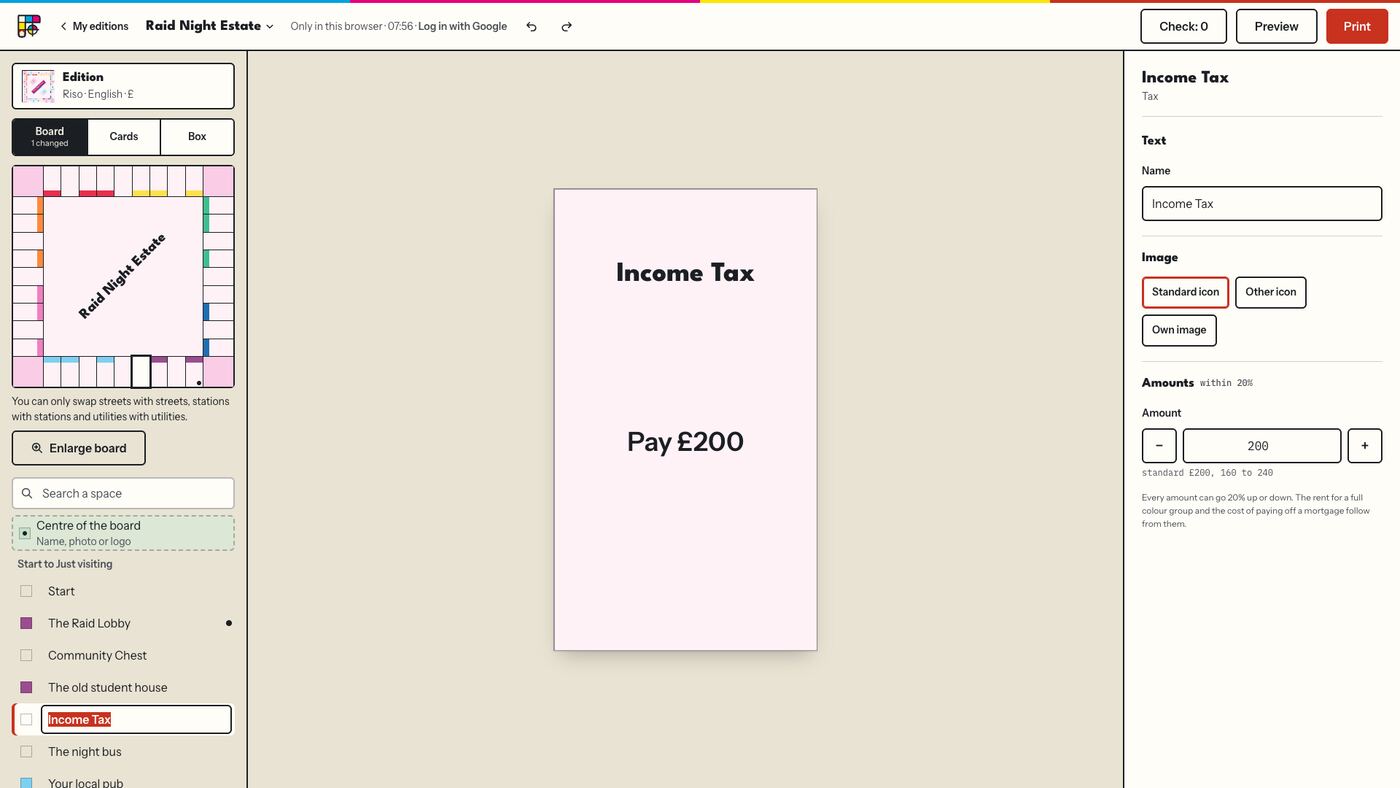 My editions
Raid Night Estate
Only in this browser · 07:56 · Log in with Google
Check: 0
Preview
Print
Edition
Riso · English · £
Board
1 changed
Cards
Box
Raid Night Estate
You can only swap streets with streets, stations
with stations and utilities with utilities.
Enlarge board
Search a space
Centre of the board
Name, photo or logo
Start to Just visiting
Start
The Raid Lobby
Community Chest
The old student house
Income Tax
The night bus
Your local pub
Income Tax
Pay £200
Income Tax
Tax
Text
Name
Income Tax
Image
Standard icon
Other icon
Own image
Amounts within 20%
Amount
− 200 +
standard £200, 160 to 240
Every amount can go 20% up or down. The rent for a full
colour group and the cost of paying off a mortgage follow
from them.